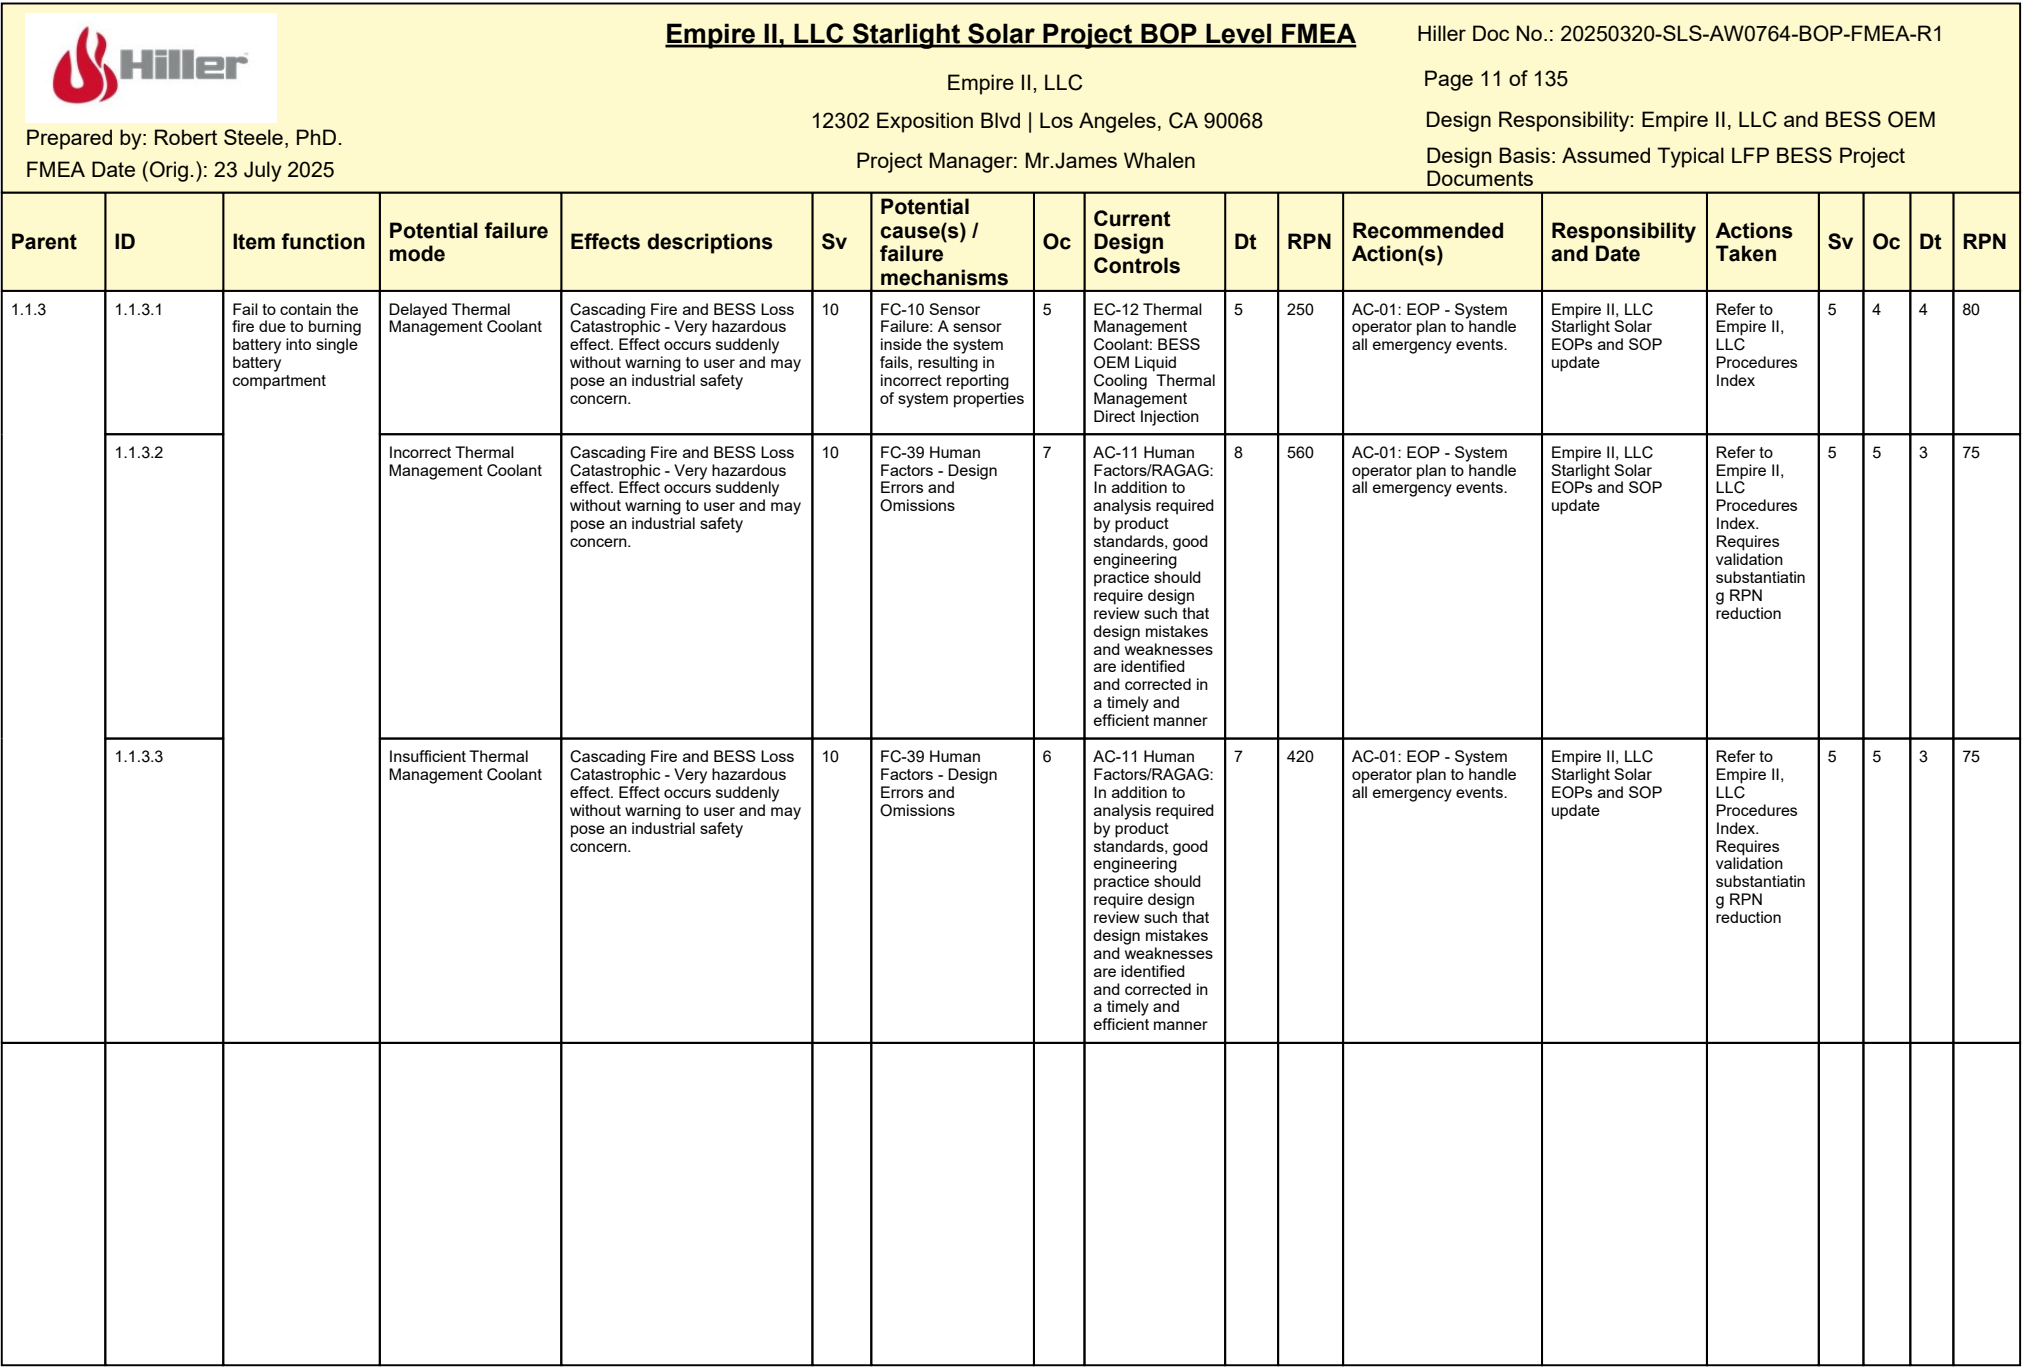 Hiller
Prepared by: Robert Steele, PhD.
FMEA Date (Orig.): 23 July 2025
Empire II, LLC Starlight Solar Project BOP Level FMEA
Empire II, LLC
12302 Exposition Blvd | Los Angeles, CA 90068
Project Manager: Mr.James Whalen
Hiller Doc No.: 20250320-SLS-AW0764-BOP-FMEA-R1
Page 11 of 135
Design Responsibility: Empire II, LLC and BESS OEM
Design Basis: Assumed Typical LFP BESS Project
Documents
Parent
ID
Item function
Potential failure
mode
Effects descriptions
Sv
Potential
cause(s) /
failure
mechanisms
Oc
Current
Design
Controls
Dt
RPN
Recommended
Action(s)
Responsibility
and Date
Actions
Taken
Sv
Oc
Dt
RPN
1.1.3
1.1.3.1
Fail to contain the
fire due to burning
battery into single
battery
compartment
Delayed Thermal
Management Coolant
Cascading Fire and BESS Loss
Catastrophic - Very hazardous
effect. Effect occurs suddenly
without warning to user and may
pose an industrial safety
concern.
10
FC-10 Sensor
Failure: A sensor
inside the system
fails, resulting in
incorrect reporting
of system properties
5
EC-12 Thermal
Management
Coolant: BESS
OEM Liquid
Cooling Thermal
Management
Direct Injection
5
250
AC-01: EOP - System
operator plan to handle
all emergency events.
Empire II, LLC
Starlight Solar
EOPs and SOP
update
Refer to
Empire II,
LLC
Procedures
Index
5
4
4
80
1.1.3.2
Incorrect Thermal
Management Coolant
Cascading Fire and BESS Loss
Catastrophic - Very hazardous
effect. Effect occurs suddenly
without warning to user and may
pose an industrial safety
concern.
10
FC-39 Human
Factors - Design
Errors and
Omissions
7
AC-11 Human
Factors/RAGAG:
In addition to
analysis required
by product
standards, good
engineering
practice should
require design
review such that
design mistakes
and weaknesses
are identified
and corrected in
a timely and
efficient manner
8
560
AC-01: EOP - System
operator plan to handle
all emergency events.
Empire II, LLC
Starlight Solar
EOPs and SOP
update
Refer to
Empire II,
LLC
Procedures
Index.
Requires
validation
substantiatin
g RPN
reduction
5
5
3
75
1.1.3.3
Insufficient Thermal
Management Coolant
Cascading Fire and BESS Loss
Catastrophic - Very hazardous
effect. Effect occurs suddenly
without warning to user and may
pose an industrial safety
concern.
10
FC-39 Human
Factors - Design
Errors and
Omissions
6
AC-11 Human
Factors/RAGAG:
In addition to
analysis required
by product
standards, good
engineering
practice should
require design
review such that
design mistakes
and weaknesses
are identified
and corrected in
a timely and
efficient manner
7
420
AC-01: EOP - System
operator plan to handle
all emergency events.
Empire II, LLC
Starlight Solar
EOPs and SOP
update
Refer to
Empire II,
LLC
Procedures
Index.
Requires
validation
substantiatin
g RPN
reduction
5
5
3
75